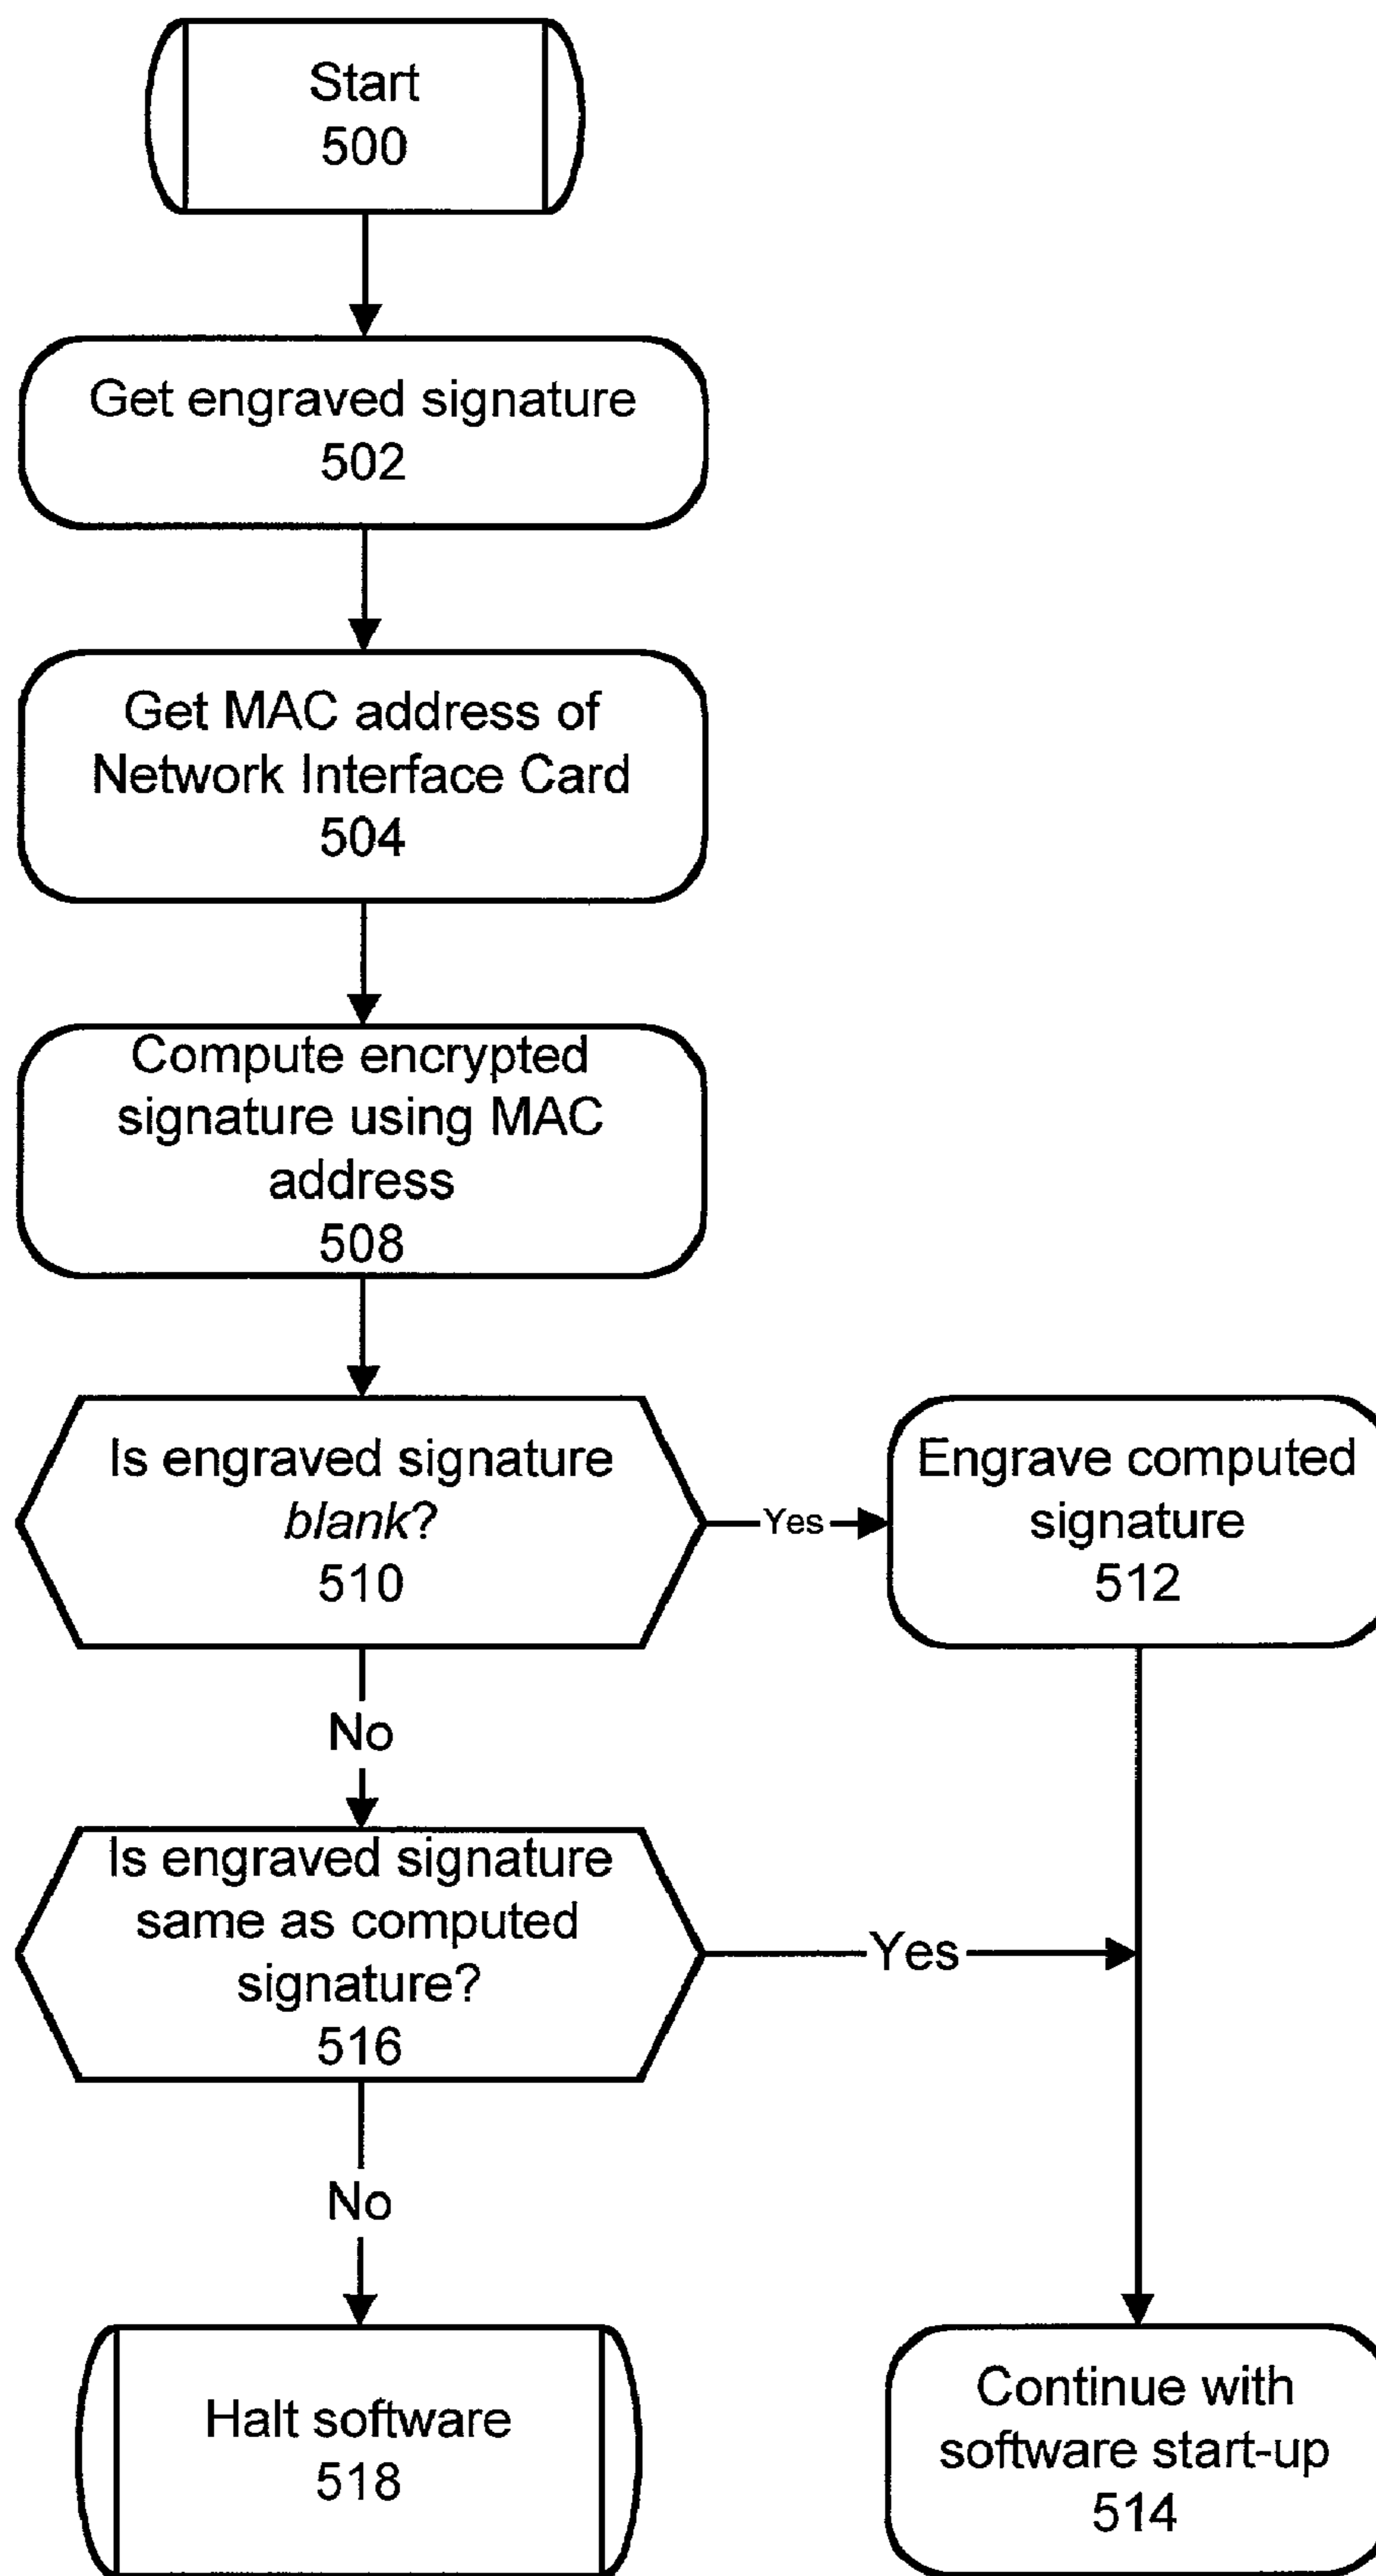 Start
500
Get engraved signature
502
Get MAC address of
Network Interface Card
504
Compute encrypted
signature using MAC
address
508
Is engraved signature
blank?
510
Yes
Engrave computed
signature
512
No
Is engraved signature
same as computed
signature?
516
Yes
No
Halt software
518
Continue with
software start-up
514